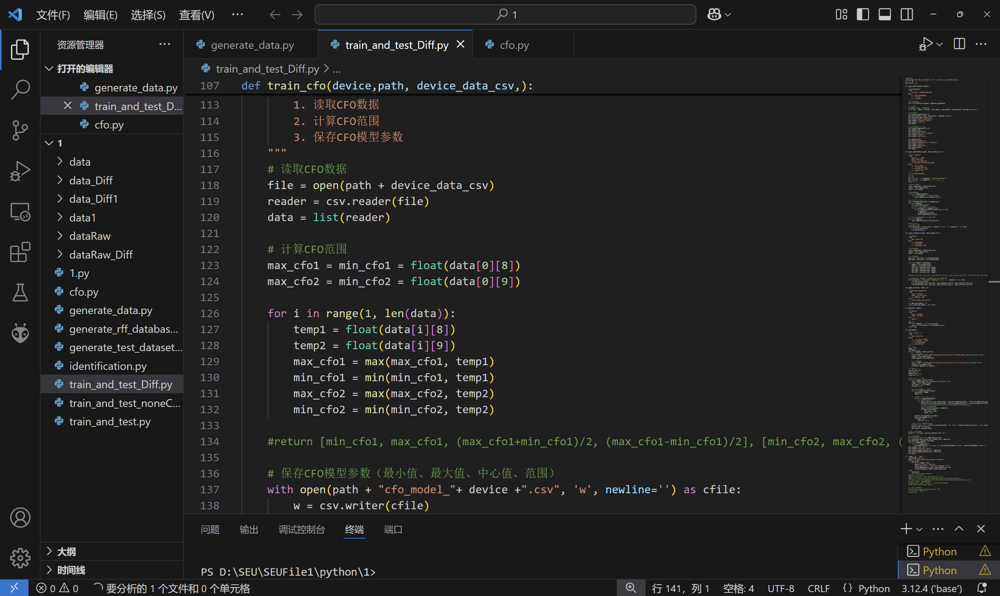 文件(F) 编辑(E) 选择(S) 查看(V) ··· 1
资源管理器 ···
打开的编辑器
generate_data.py
train_and_test_D...
cfo.py
1
data
data_Diff
data_Diff1
data1
dataRaw
dataRaw_Diff
1.py
cfo.py
generate_data.py
generate_rff_databas...
generate_test_dataset...
identification.py
train_and_test_Diff.py
train_and_test_noneC...
train_and_test.py
大纲
时间线
generate_data.py train_and_test_Diff.py cfo.py
train_and_test_Diff.py > ...
107 def train_cfo(device,path, device_data_csv,):
113 1. 读取CFO数据
114 2. 计算CFO范围
115 3. 保存CFO模型参数
116 """
117 # 读取CFO数据
118 file = open(path + device_data_csv)
119 reader = csv.reader(file)
120 data = list(reader)
121
122 # 计算CFO范围
123 max_cfo1 = min_cfo1 = float(data[0][8])
124 max_cfo2 = min_cfo2 = float(data[0][9])
125
126 for i in range(1, len(data)):
127 temp1 = float(data[i][8])
128 temp2 = float(data[i][9])
129 max_cfo1 = max(max_cfo1, temp1)
130 min_cfo1 = min(min_cfo1, temp1)
131 max_cfo2 = max(max_cfo2, temp2)
132 min_cfo2 = min(min_cfo2, temp2)
133
134 #return [min_cfo1, max_cfo1, (max_cfo1+min_cfo1)/2, (max_cfo1-min_cfo1)/2], [min_cfo2, max_cfo2, (
135
136 # 保存CFO模型参数（最小值、最大值、中心值、范围）
137 with open(path + "cfo_model_"+ device +".csv", 'w', newline='') as cfile:
138 w = csv.writer(cfile)
问题 输出 调试控制台 终端 端口
PS D:\SEU\SEUFile1\python\1>
Python
Python
0 0 要分析的 1 个文件和 0 个单元格 行 141，列 1 空格: 4 UTF-8 CRLF {} Python 3.12.4 ('base')